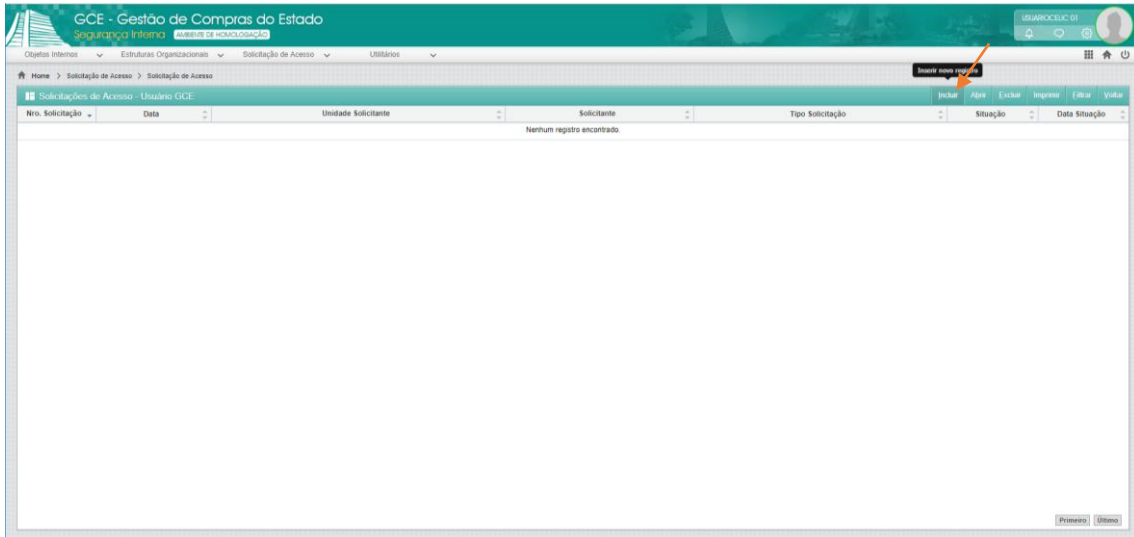 GCE - Gestão de Compras do Estado
Segurança Interna AMBIENTE DE HOMOLOGAÇÃO
USUARIOCELIC 01
Objetos Internos Estruturas Organizacionais Solicitação de Acesso Utilitários
Home > Solicitação de Acesso > Solicitação de Acesso
Inserir novo registro
Solicitações de Acesso - Usuário GCE
Incluir Abrir Excluir Imprimir Filtrar Voltar
Nro. Solicitação Data Unidade Solicitante Solicitante Tipo Solicitação Situação Data Situação
Nenhum registro encontrado.
Primeiro Último